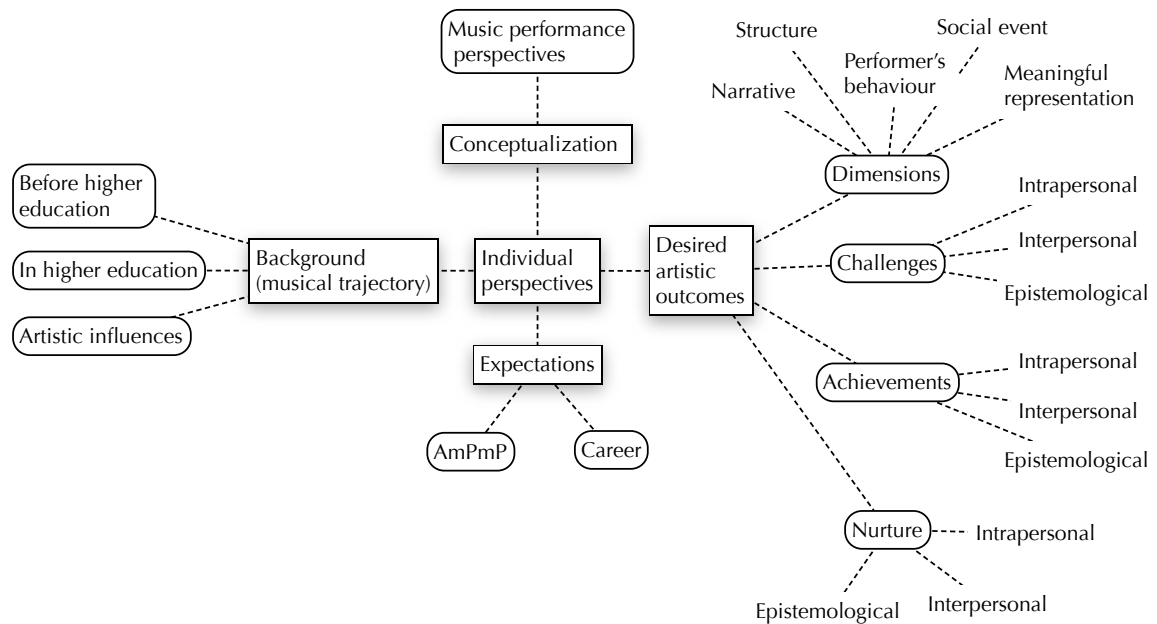 Music performance
perspectives
Conceptualization
Before higher
education
In higher education
Artistic influences
Background
(musical trajectory)
Individual
perspectives
Expectations
AmPmP
Career
Desired
artistic
outcomes
Structure
Social event
Narrative
Performer's
behaviour
Meaningful
representation
Dimensions
Challenges
Intrapersonal
Interpersonal
Epistemological
Achievements
Intrapersonal
Interpersonal
Epistemological
Nurture
Intrapersonal
Interpersonal
Epistemological